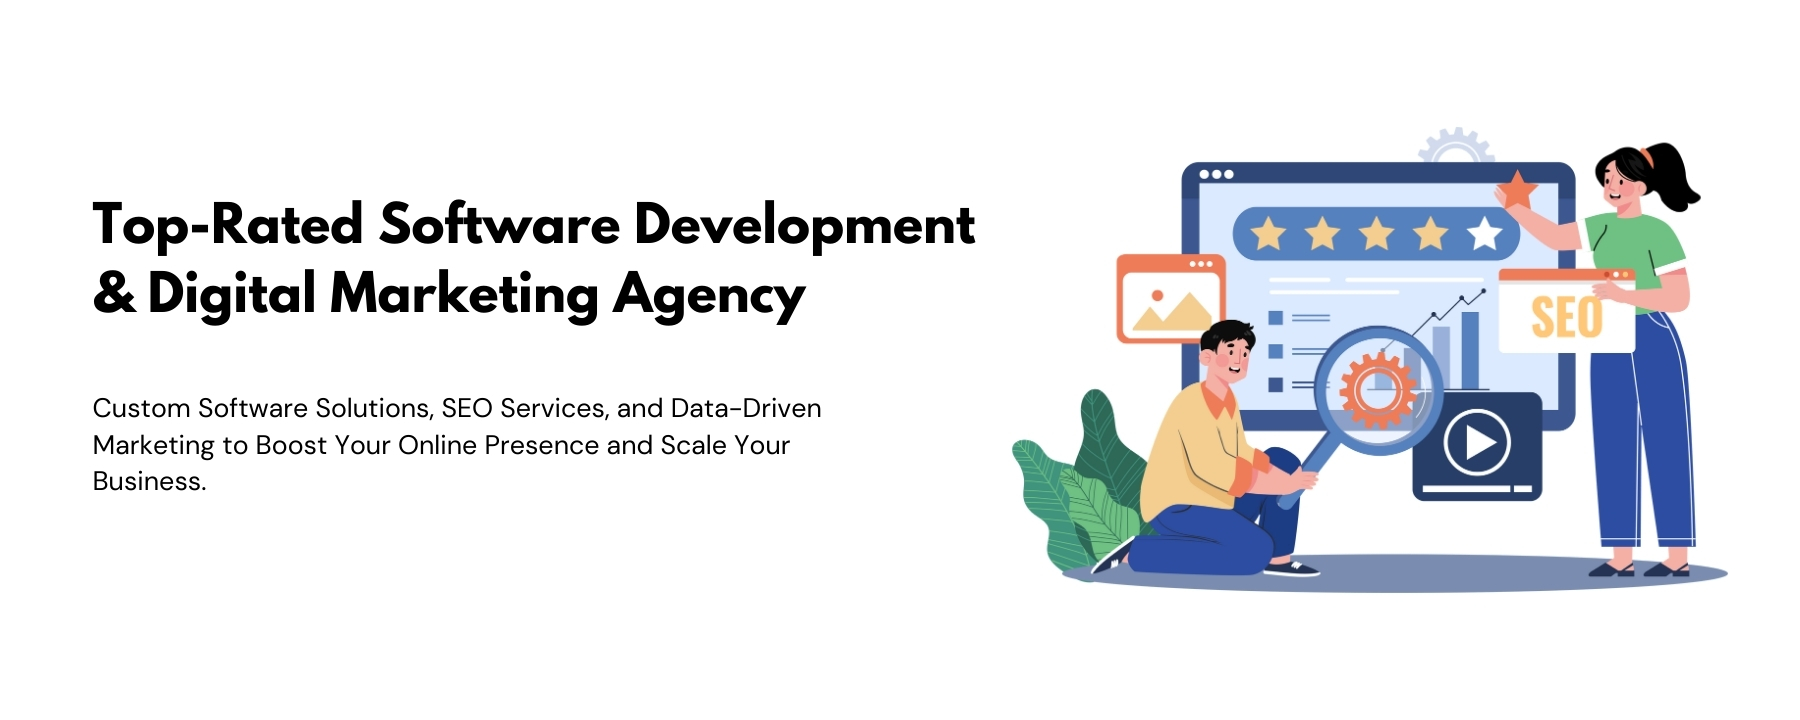 Top-Rated Software Development
& Digital Marketing Agency
Custom Software Solutions, SEO Services, and Data-Driven
Marketing to Boost Your Online Presence and Scale Your
Business.
SEO